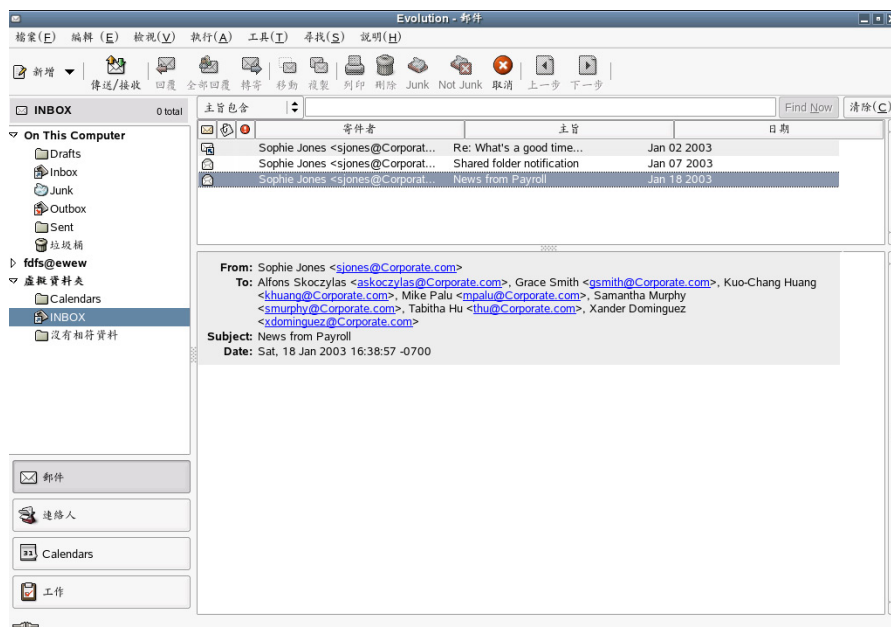 Evolution - 郵件
檔案(F) 編輯 (E) 檢視(V) 執行(A) 工具(T) 尋找(S) 說明(H)
新增 傳送/接收 回覆 全部回覆 轉寄 移動 複製 列印 刪除 Junk Not Junk 取消 上一步 下一步
INBOX 0 total
主旨包含 Find Now 清除(C)
On This Computer
Drafts
Inbox
Junk
Outbox
Sent
垃圾桶
fdfs@ewew
虛擬資料夾
Calendars
INBOX
沒有相符資料
郵件
連絡人
Calendars
工作
寄件者 主旨 日期
Sophie Jones <sjones@Corporat... Re: What's a good time... Jan 02 2003
Sophie Jones <sjones@Corporat... Shared folder notification Jan 07 2003
Sophie Jones <sjones@Corporat... News from Payroll Jan 18 2003
From: Sophie Jones <sjones@Corporate.com>
To: Alfons Skoczylas <askoczylas@Corporate.com>, Grace Smith <gsmith@Corporate.com>, Kuo-Chang Huang
<khuang@Corporate.com>, Mike Palu <mpalu@Corporate.com>, Samantha Murphy
<smurphy@Corporate.com>, Tabitha Hu <thu@Corporate.com>, Xander Dominguez
<xdominguez@Corporate.com>
Subject: News from Payroll
Date: Sat, 18 Jan 2003 16:38:57 -0700